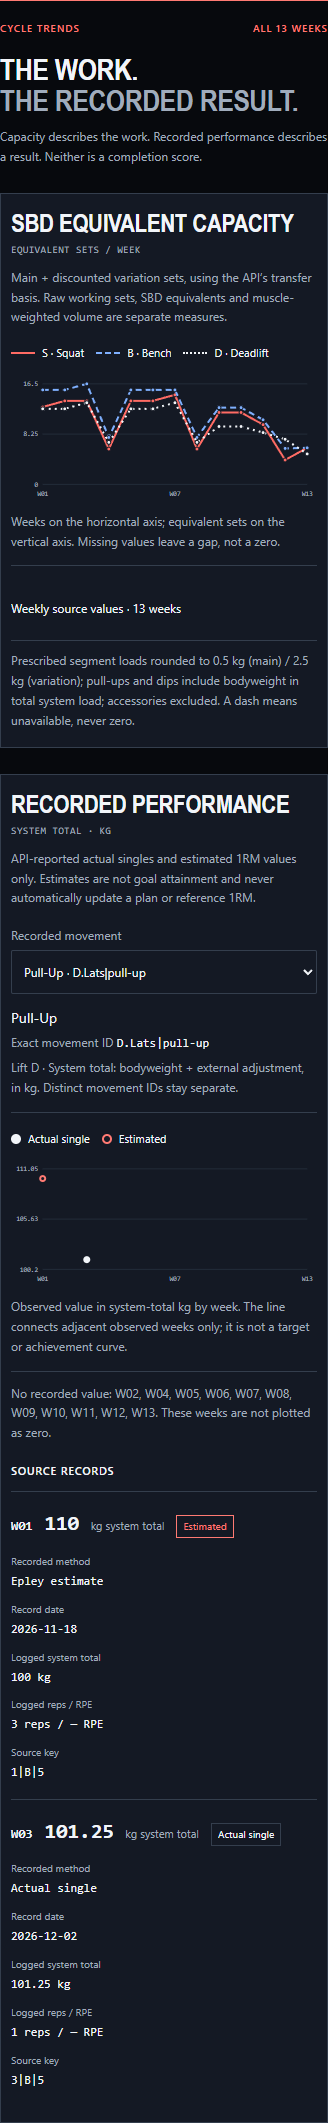 CYCLE TRENDS
ALL 13 WEEKS
THE WORK.
THE RECORDED RESULT.
Capacity describes the work. Recorded performance describes
a result. Neither is a completion score.
SBD EQUIVALENT CAPACITY
EQUIVALENT SETS / WEEK
Main + discounted variation sets, using the API's transfer
basis. Raw working sets, SBD equivalents and muscle-
weighted volume are separate measures.
S · Squat
B · Bench
D · Deadlift
16.5
8.25
0
W01
W07
W13
Weeks on the horizontal axis; equivalent sets on the
vertical axis. Missing values leave a gap, not a zero.
Weekly source values · 13 weeks
Prescribed segment loads rounded to 0.5 kg (main) / 2.5
kg (variation); pull-ups and dips include bodyweight in
total system load; accessories excluded. A dash means
unavailable, never zero.
RECORDED PERFORMANCE
SYSTEM TOTAL · KG
API-reported actual singles and estimated 1RM values
only. Estimates are not goal attainment and never
automatically update a plan or reference 1RM.
Recorded movement
Pull-Up · D.Lats|pull-up
Pull-Up
Exact movement ID D.Lats|pull-up
Lift D · System total: bodyweight + external adjustment,
in kg. Distinct movement IDs stay separate.
Actual single
Estimated
111.05
105.63
100.2
W01
W07
W13
Observed value in system-total kg by week. The line
connects adjacent observed weeks only; it is not a target
or achievement curve.
No recorded value: W02, W04, W05, W06, W07, W08,
W09, W10, W11, W12, W13. These weeks are not plotted
as zero.
SOURCE RECORDS
W01 110 kg system total Estimated
Recorded method
Epley estimate
Record date
2026-11-18
Logged system total
100 kg
Logged reps / RPE
3 reps / — RPE
Source key
1|B|5
W03 101.25 kg system total Actual single
Recorded method
Actual single
Record date
2026-12-02
Logged system total
101.25 kg
Logged reps / RPE
1 reps / — RPE
Source key
3|B|5